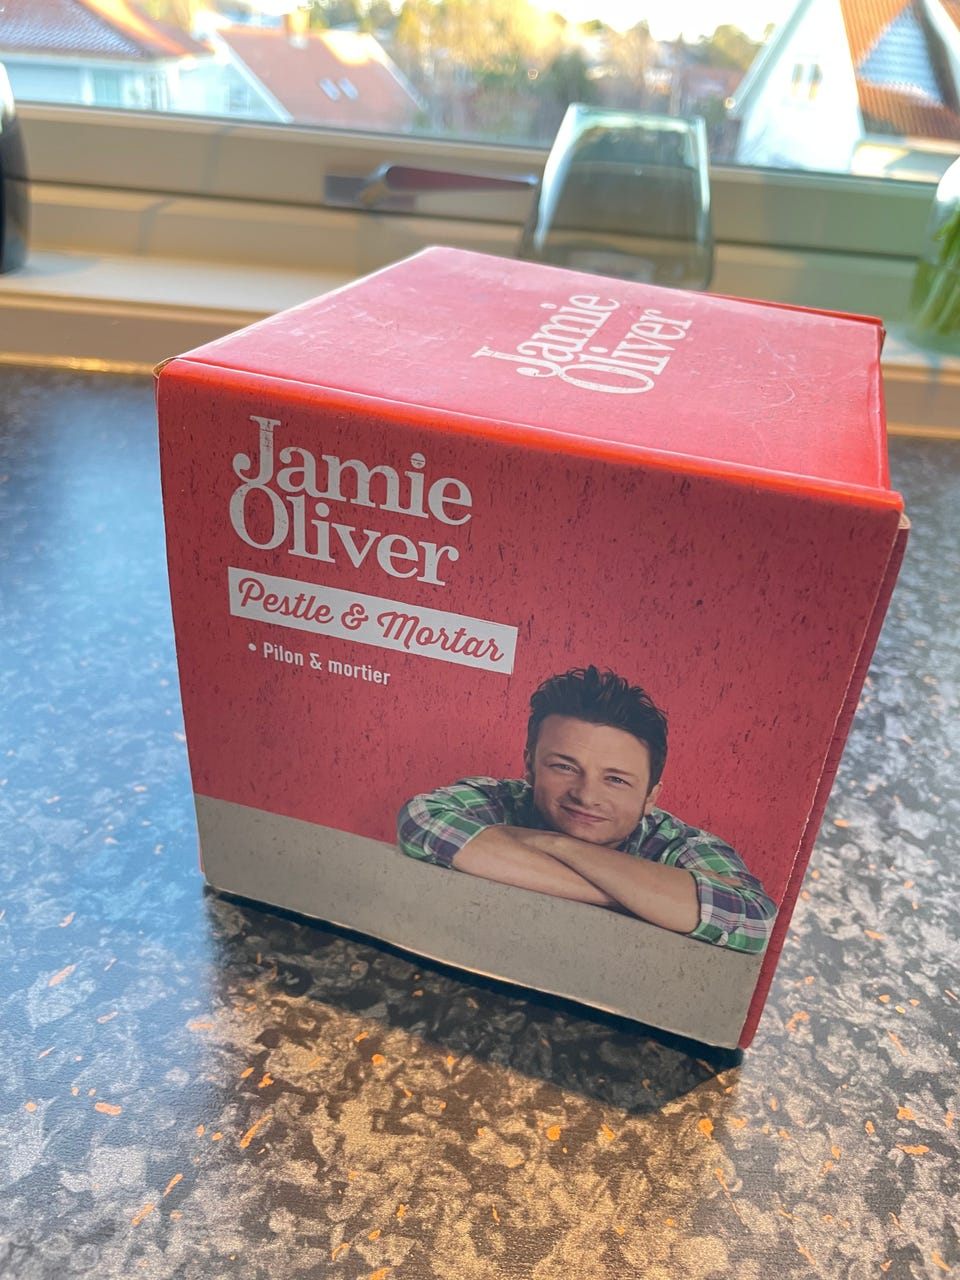 Jamie
Oliver
Jamie
Oliver
Pestle & Mortar
• Pilon & mortier